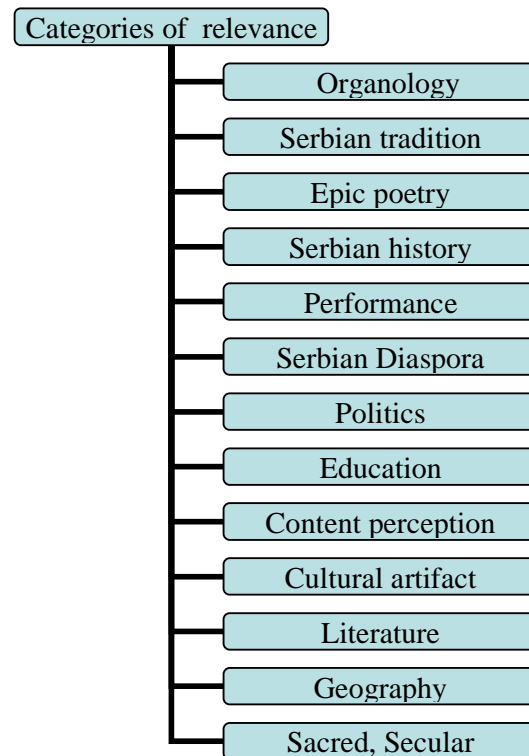 Categories of relevance
Organology
Serbian tradition
Epic poetry
Serbian history
Performance
Serbian Diaspora
Politics
Education
Content perception
Cultural artifact
Literature
Geography
Sacred, Secular